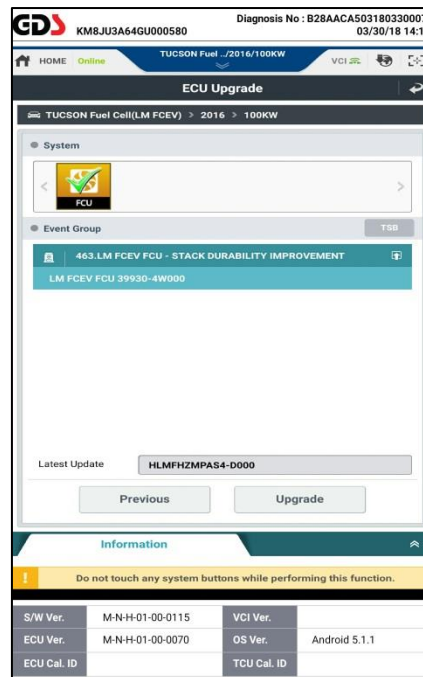 GDS
KM8JU3A64GU000580
Diagnosis No : B28AACA50318033000
03/30/18 14:1
HOME Online
TUCSON Fuel ../2016/100KW
VCI
ECU Upgrade
TUCSON Fuel Cell(LM FCEV) > 2016 > 100KW
System
FCU
Event Group
TSB
463.LM FCEV FCU - STACK DURABILITY IMPROVEMENT
LM FCEV FCU 39930-4W000
Latest Update
HLMFHZMPAS4-D000
Previous
Upgrade
Information
! Do not touch any system buttons while performing this function.
S/W Ver. M-N-H-01-00-0115 VCI Ver.
ECU Ver. M-N-H-01-00-0070 OS Ver. Android 5.1.1
ECU Cal. ID TCU Cal. ID